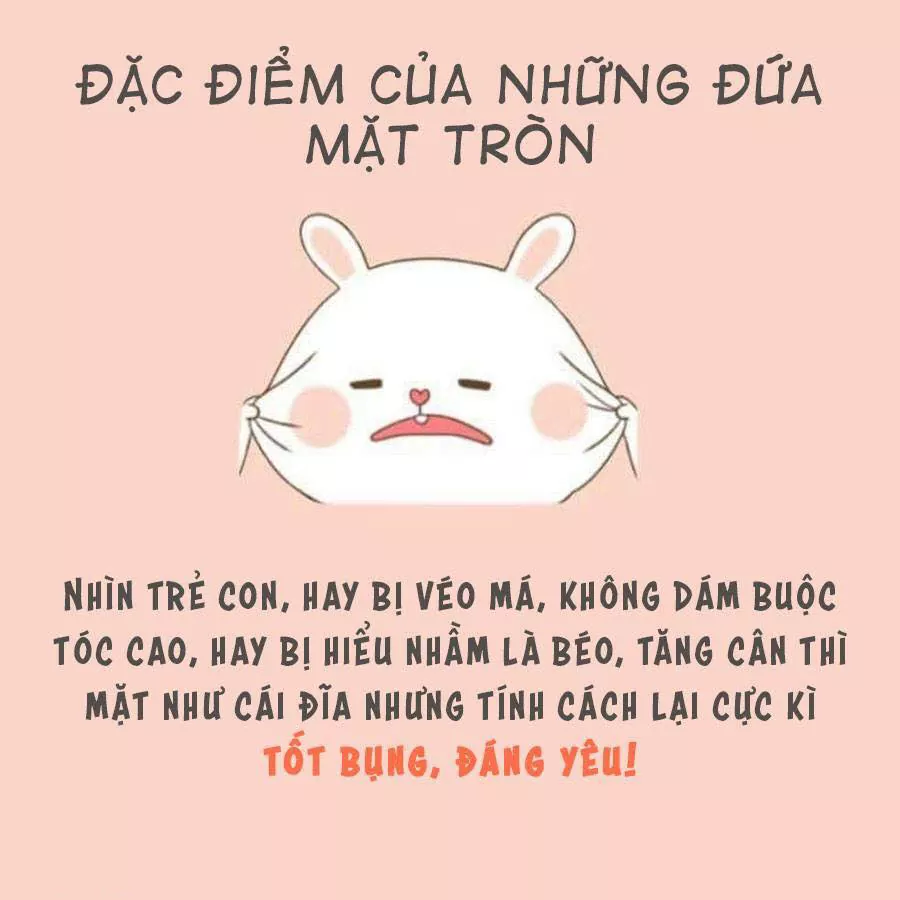 ĐẶC ĐIỂM CỦA NHỮNG ĐỨA
MẶT TRÒN
NHÌN TRẺ CON, HAY BỊ VÉO MÁ, KHÔNG DÁM BUỘC
TÓC CAO, HAY BỊ HIỂU NHẦM LÀ BÉO, TĂNG CÂN THÌ
MẶT NHƯ CÁI ĐĨA NHƯNG TÍNH CÁCH LẠI CỰC KÌ
TỐT BỤNG, ĐÁNG YÊU!